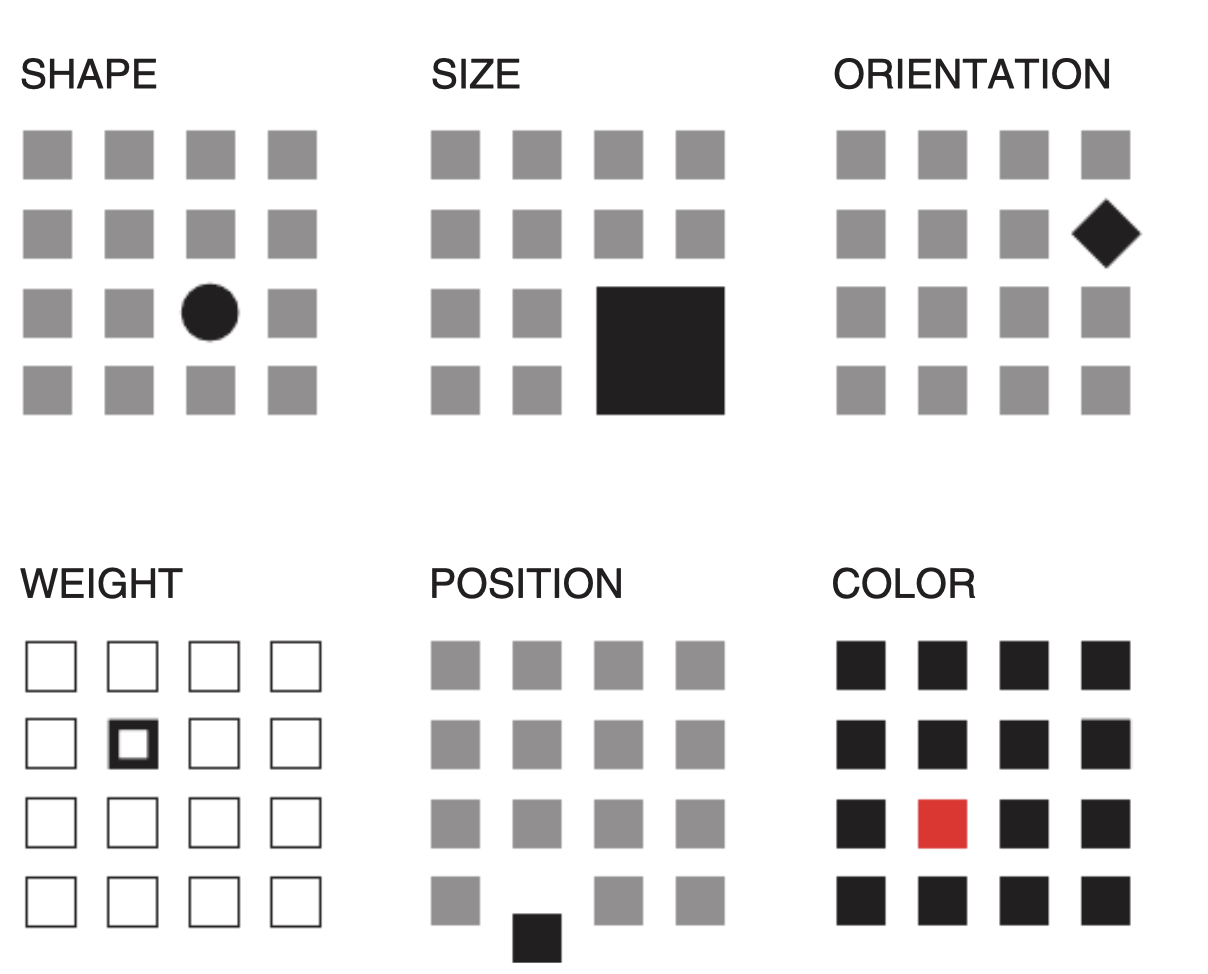 SHAPE
SIZE
ORIENTATION
WEIGHT
POSITION
COLOR